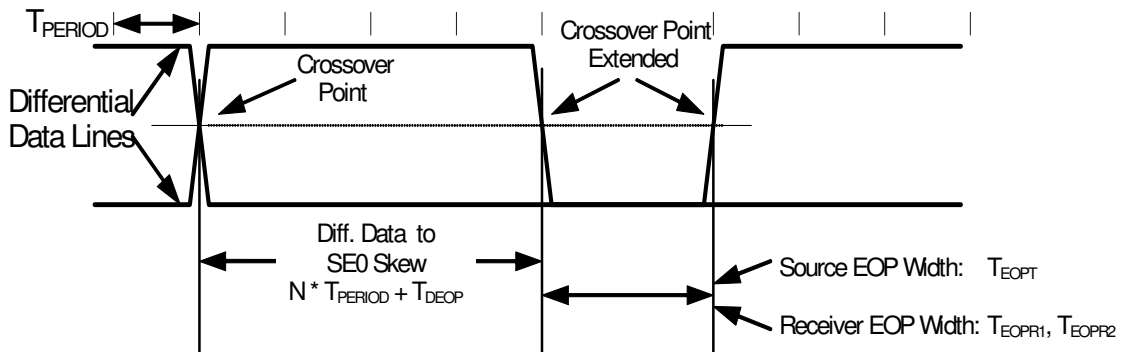 TPERIOD
Crossover
Point
Crossover Point
Extended
Differential
Data Lines
Diff. Data to
SE0 Skew
N * TPERIOD + TDEOP
Source EOP Width: TEOPT
Receiver EOP Width: TEOPR1, TEOPR2